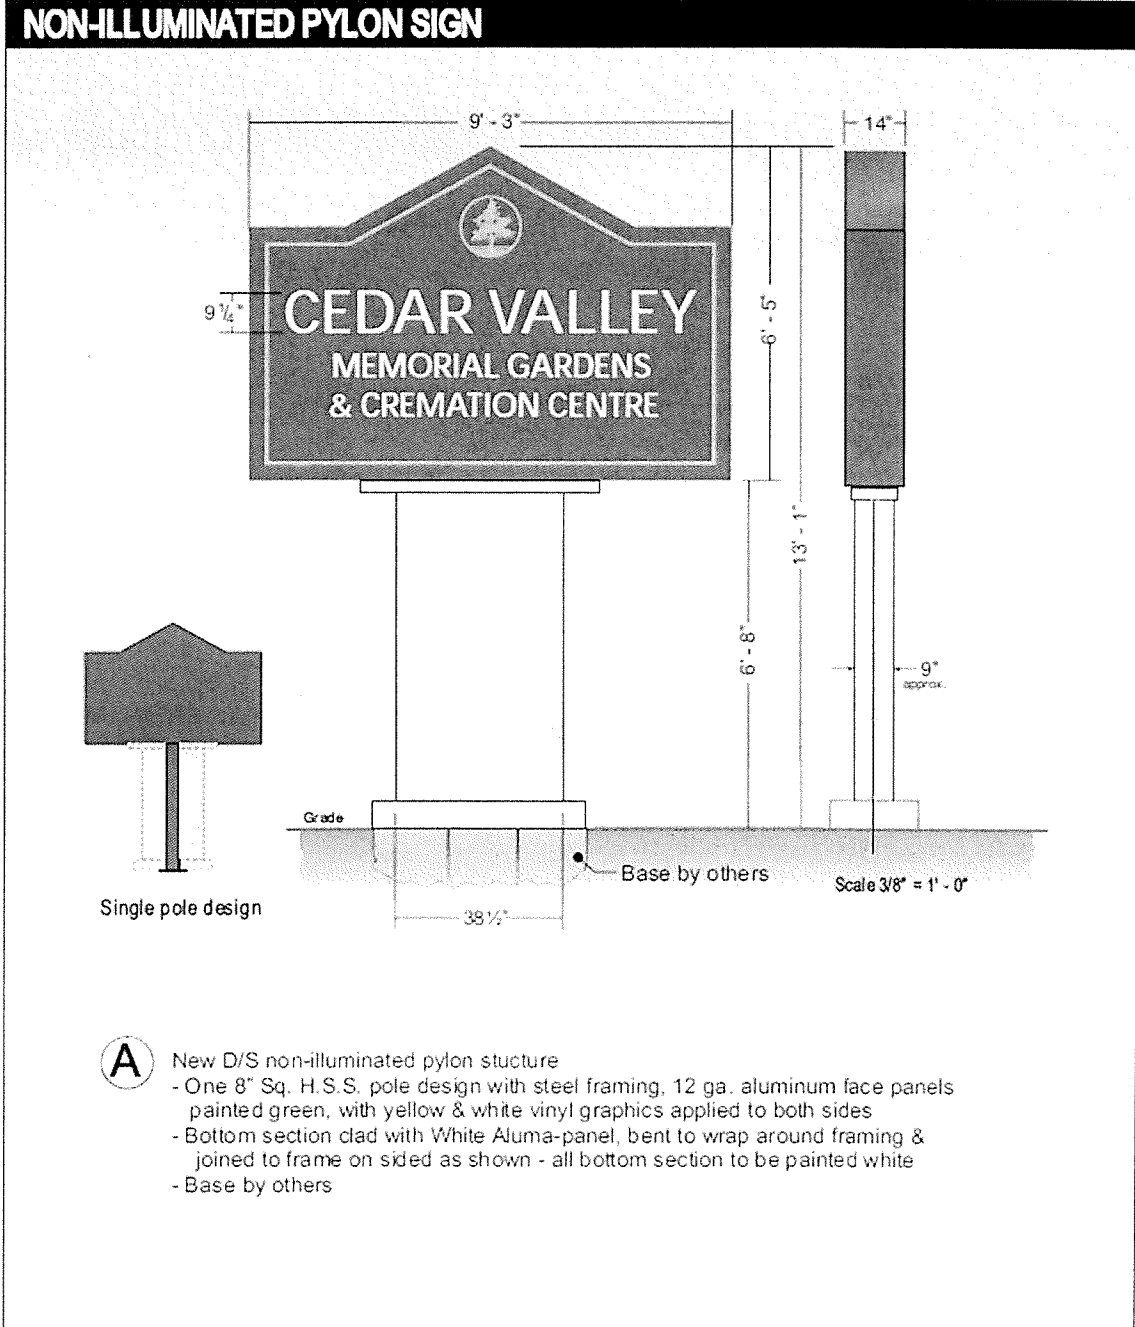 NON-ILLUMINATED PYLON SIGN
9' - 3"
14"
CEDAR VALLEY
9 ¼"
MEMORIAL GARDENS
& CREMATION CENTRE
6' - 5"
13' - 1"
6' - 8"
9"
approx.
Grade
Base by others
Scale 3/8" = 1' - 0"
Single pole design
38 ½"
A
New D/S non-illuminated pylon stucture
- One 8" Sq. H.S.S. pole design with steel framing, 12 ga. aluminum face panels
painted green, with yellow & white vinyl graphics applied to both sides
- Bottom section clad with White Aluma-panel, bent to wrap around framing &
joined to frame on sided as shown - all bottom section to be painted white
- Base by others